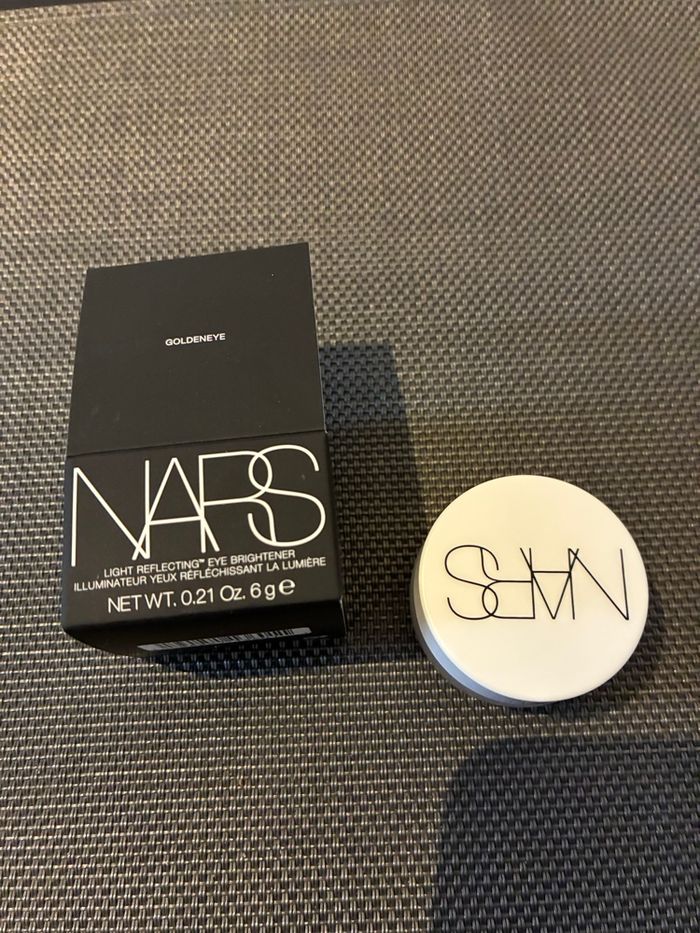 GOLDENEYE
NARS
LIGHT REFLECTING™ EYE BRIGHTENER
ILLUMINATEUR YEUX RÉFLÉCHISSANT LA LUMIÈRE
NET WT. 0.21 Oz. 6 g ℮
NARS